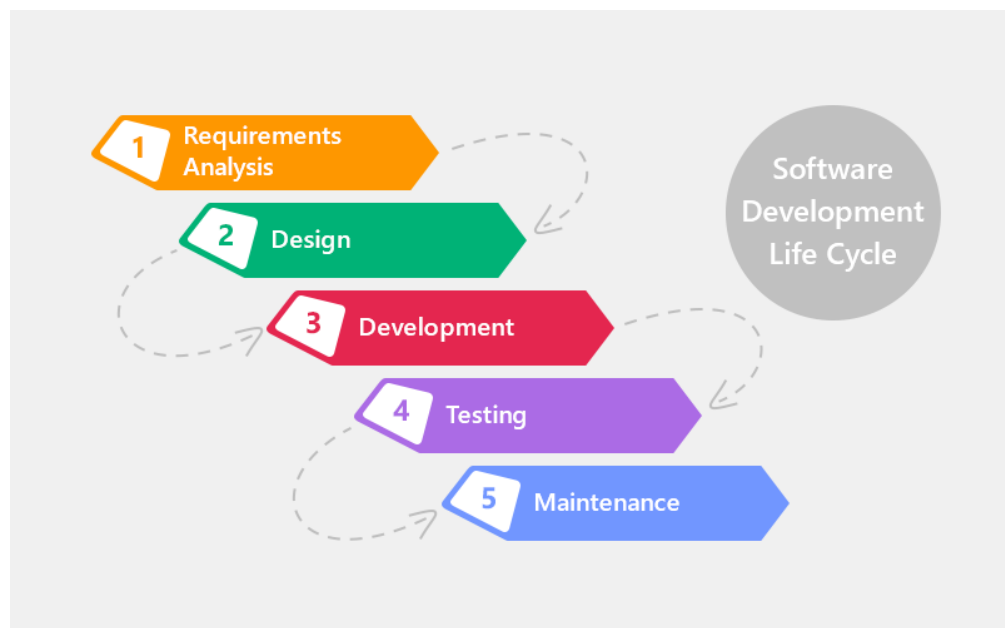 1
Requirements
Analysis
2
Design
3
Development
4
Testing
5
Maintenance
Software
Development
Life Cycle